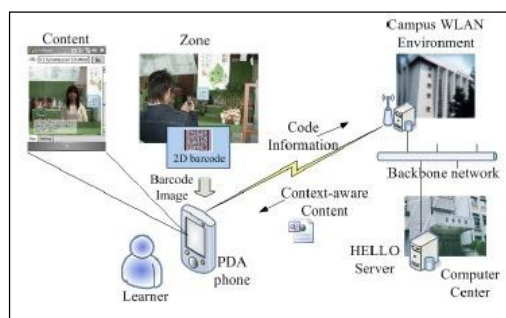 Content
Zone
Campus WLAN
Environment
2D barcode
Code
Information
Barcode
Image
Backbone network
Context-aware
Content
PDA
phone
HELLO
Server
Computer
Center
Learner